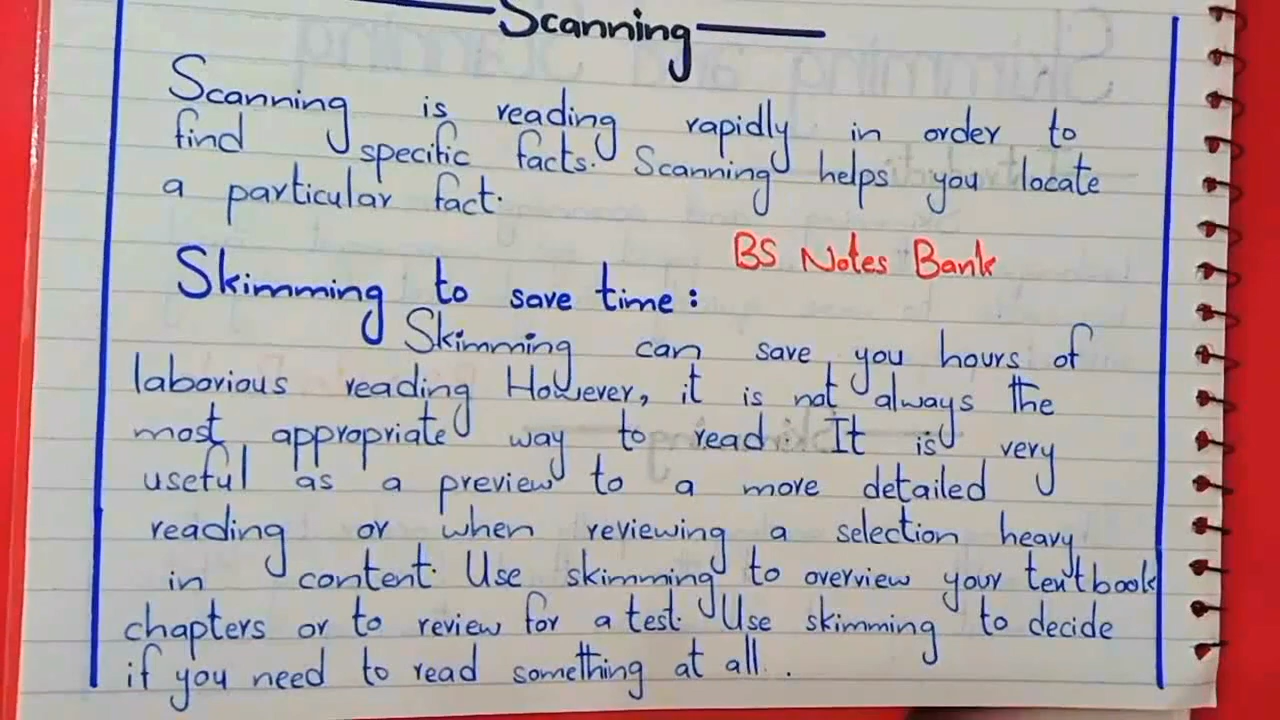 Scanning
Scanning is reading rapidly in order to
find specific facts. Scanning helps you locate
a particular fact.
BS Notes Bank
Skimming to save time:
Skimming can save you hours of
laborious reading However, it is not always the
most appropriate way to read. It is very
useful as a preview to a more detailed
reading or when reviewing a selection heavy
in content. Use skimming to overview your textbook
chapters or to review for a test. Use skimming to decide
if you need to read something at all.